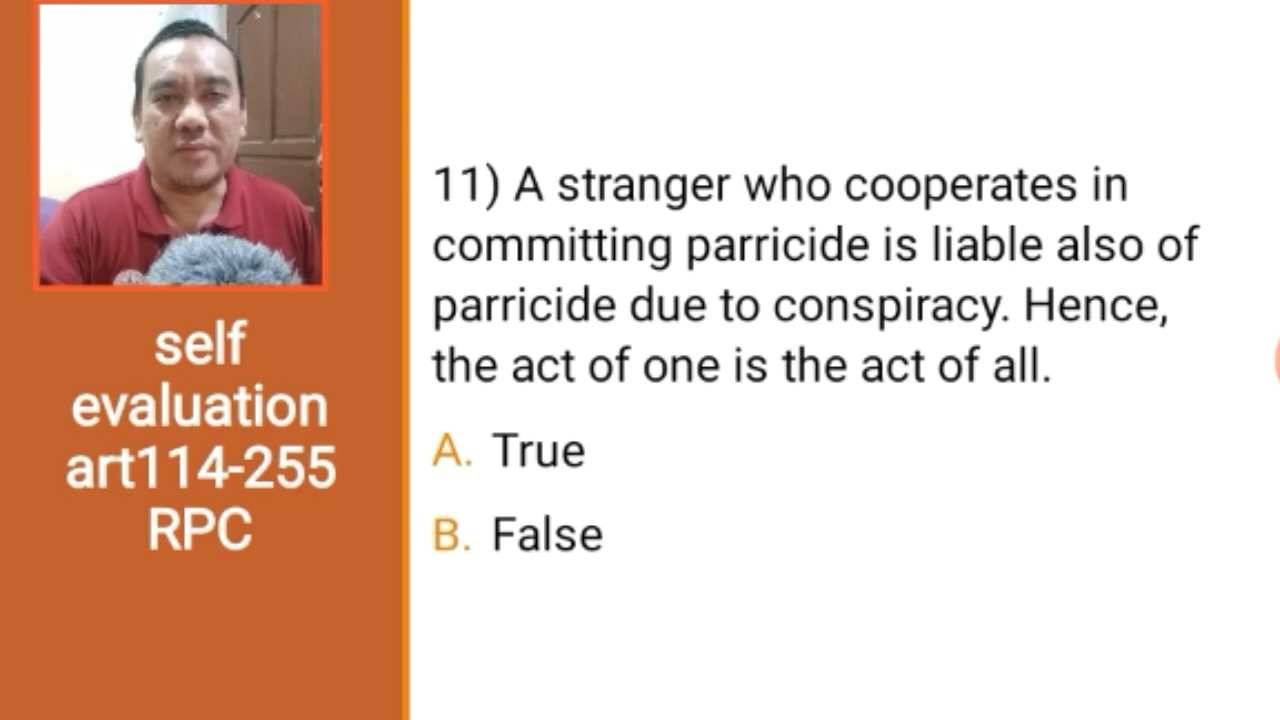 self
evaluation
art114-255
RPC
11) A stranger who cooperates in
committing parricide is liable also of
parricide due to conspiracy. Hence,
the act of one is the act of all.
A. True
B. False